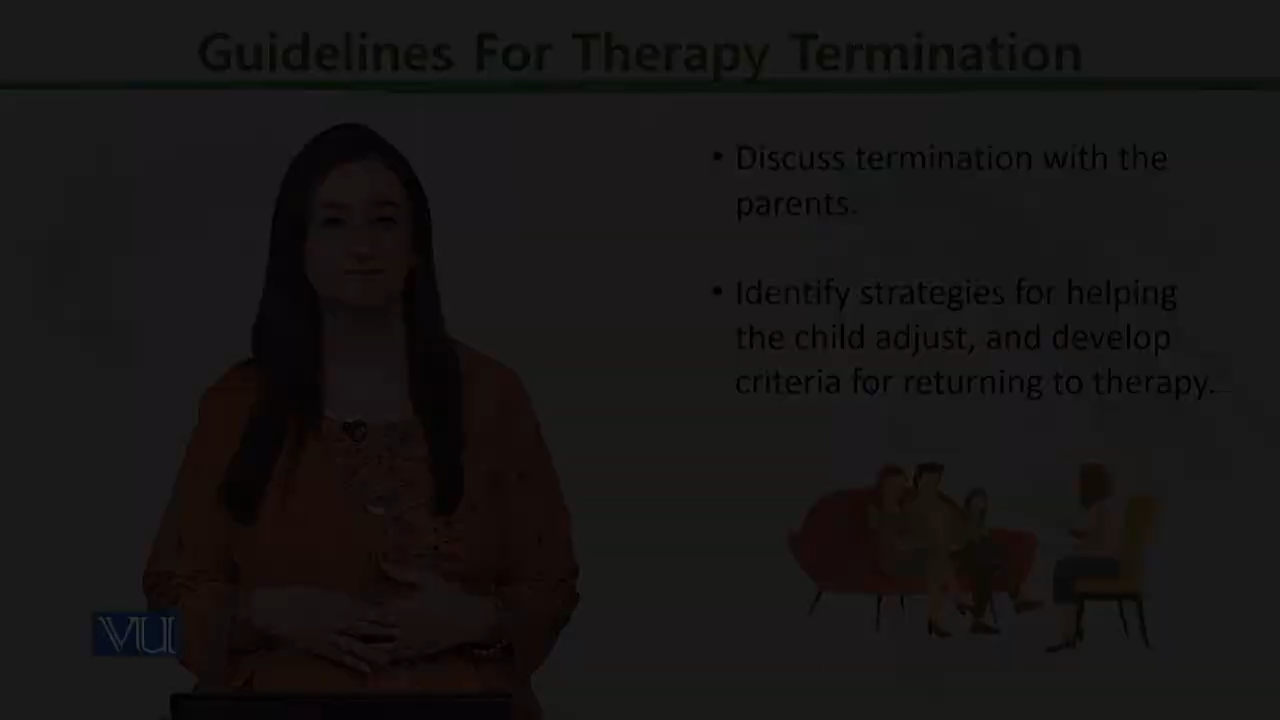 Guidelines For Therapy Termination
• Discuss termination with the
parents.
• Identify strategies for helping
the child adjust, and develop
criteria for returning to therapy.
VU